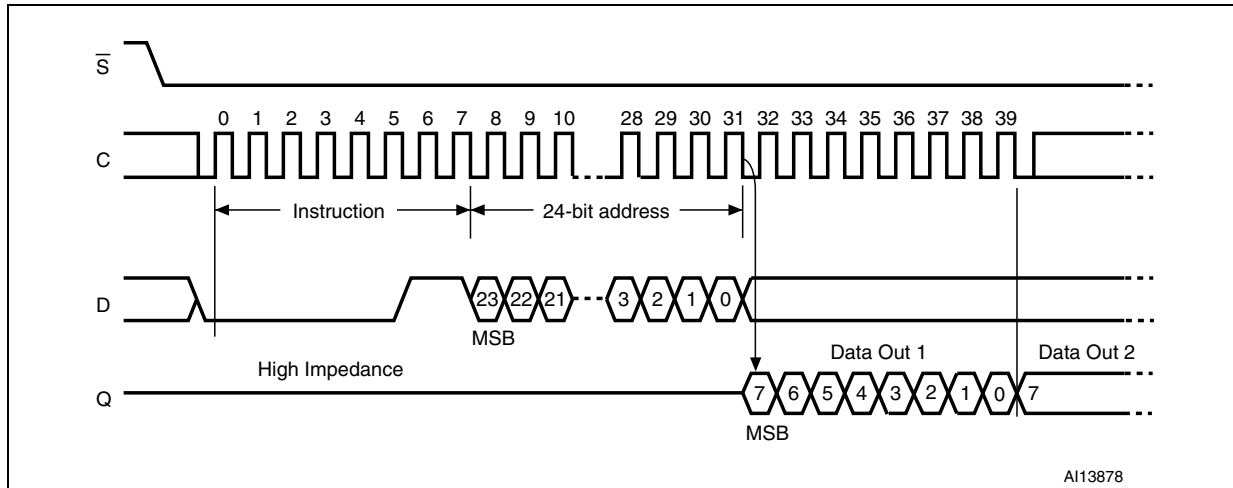 S
0 1 2 3 4 5 6 7 8 9 10 28 29 30 31 32 33 34 35 36 37 38 39
C
Instruction 24-bit address
D
23 22 21 3 2 1 0
MSB
High Impedance
Data Out 1 Data Out 2
Q
7 6 5 4 3 2 1 0 7
MSB
AI13878